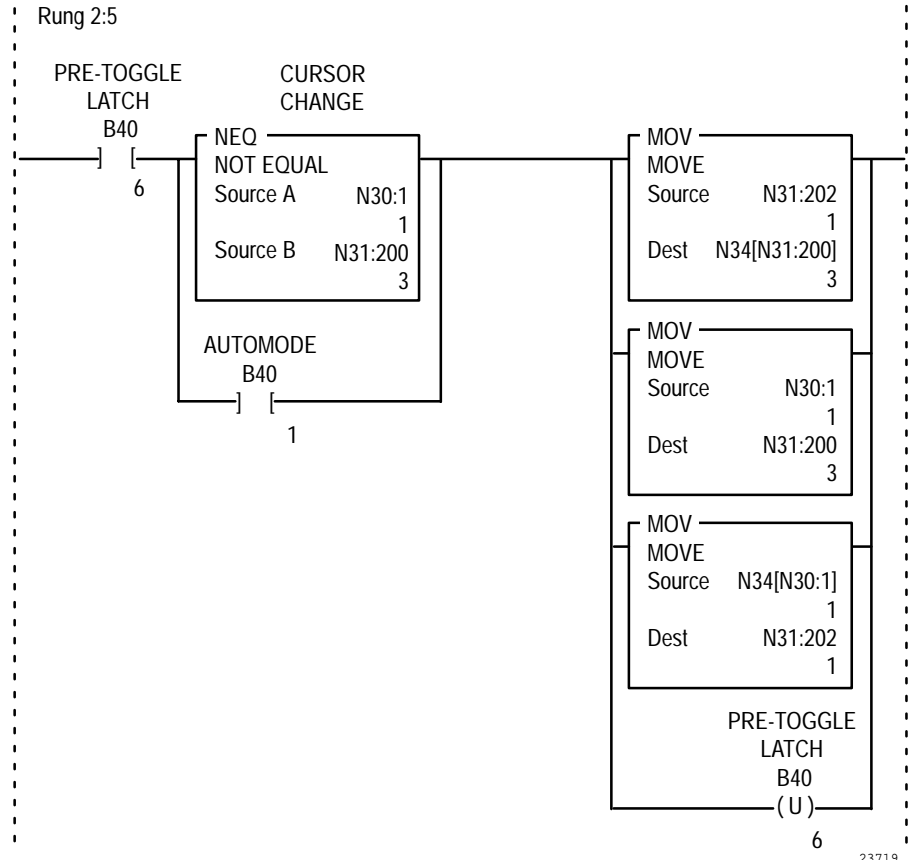 Rung 2:5
PRE-TOGGLE
LATCH
B40
] [
6
CURSOR
CHANGE
NEQ
NOT EQUAL
Source A N30:1
1
Source B N31:200
3
AUTOMODE
B40
] [
1
MOV
MOVE
Source N31:202
1
Dest N34[N31:200]
3
MOV
MOVE
Source N30:1
1
Dest N31:200
3
MOV
MOVE
Source N34[N30:1]
1
Dest N31:202
1
PRE-TOGGLE
LATCH
B40
( U )
6
23719